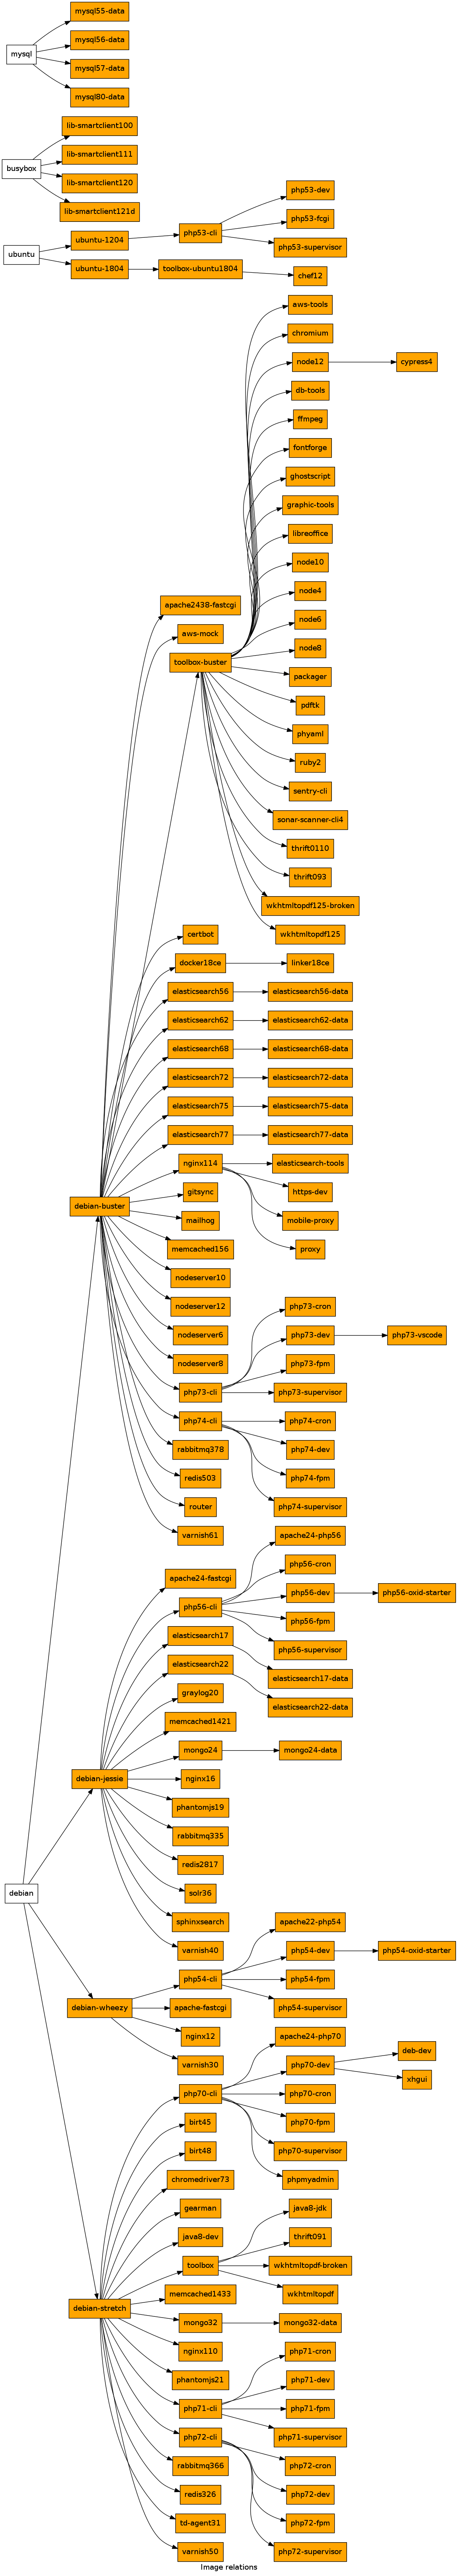 mysql55-data
mysql56-data
mysql
mysql57-data
mysql80-data
lib-smartclient100
lib-smartclient111
busybox
lib-smartclient120
lib-smartclient121d
ubuntu
ubuntu-1204
ubuntu-1804
php53-cli
php53-dev
php53-fcgi
php53-supervisor
toolbox-ubuntu1804
chef12
aws-tools
chromium
node12
cypress4
db-tools
ffmpeg
fontforge
ghostscript
graphic-tools
libreoffice
node10
node4
apache2438-fastcgi
node6
aws-mock
node8
toolbox-buster
packager
pdftk
phyaml
ruby2
sentry-cli
sonar-scanner-cli4
thrift0110
thrift093
wkhtmltopdf125-broken
wkhtmltopdf125
certbot
docker18ce
linker18ce
elasticsearch56
elasticsearch56-data
elasticsearch62
elasticsearch62-data
elasticsearch68
elasticsearch68-data
elasticsearch72
elasticsearch72-data
elasticsearch75
elasticsearch75-data
elasticsearch77
elasticsearch77-data
nginx114
elasticsearch-tools
gitsync
https-dev
debian-buster
mailhog
mobile-proxy
memcached156
proxy
nodeserver10
nodeserver12
php73-cron
nodeserver6
php73-dev
php73-vscode
nodeserver8
php73-fpm
php73-cli
php73-supervisor
php74-cli
php74-cron
rabbitmq378
php74-dev
redis503
php74-fpm
router
php74-supervisor
varnish61
apache24-php56
php56-cron
apache24-fastcgi
php56-dev
php56-oxid-starter
php56-cli
php56-fpm
elasticsearch17
php56-supervisor
elasticsearch22
elasticsearch17-data
graylog20
elasticsearch22-data
memcached1421
mongo24
mongo24-data
debian-jessie
nginx16
phantomjs19
rabbitmq335
redis2817
debian
solr36
sphinxsearch
apache22-php54
varnish40
php54-dev
php54-oxid-starter
php54-cli
php54-fpm
debian-wheezy
apache-fastcgi
php54-supervisor
nginx12
apache24-php70
varnish30
php70-dev
deb-dev
xhgui
php70-cli
php70-cron
birt45
php70-fpm
birt48
php70-supervisor
chromedriver73
phpmyadmin
gearman
java8-jdk
java8-dev
thrift091
toolbox
wkhtmltopdf-broken
memcached1433
wkhtmltopdf
debian-stretch
mongo32
mongo32-data
nginx110
php71-cron
phantomjs21
php71-dev
php71-cli
php71-fpm
php72-cli
php71-supervisor
rabbitmq366
php72-cron
redis326
php72-dev
td-agent31
php72-fpm
varnish50
php72-supervisor
Image relations